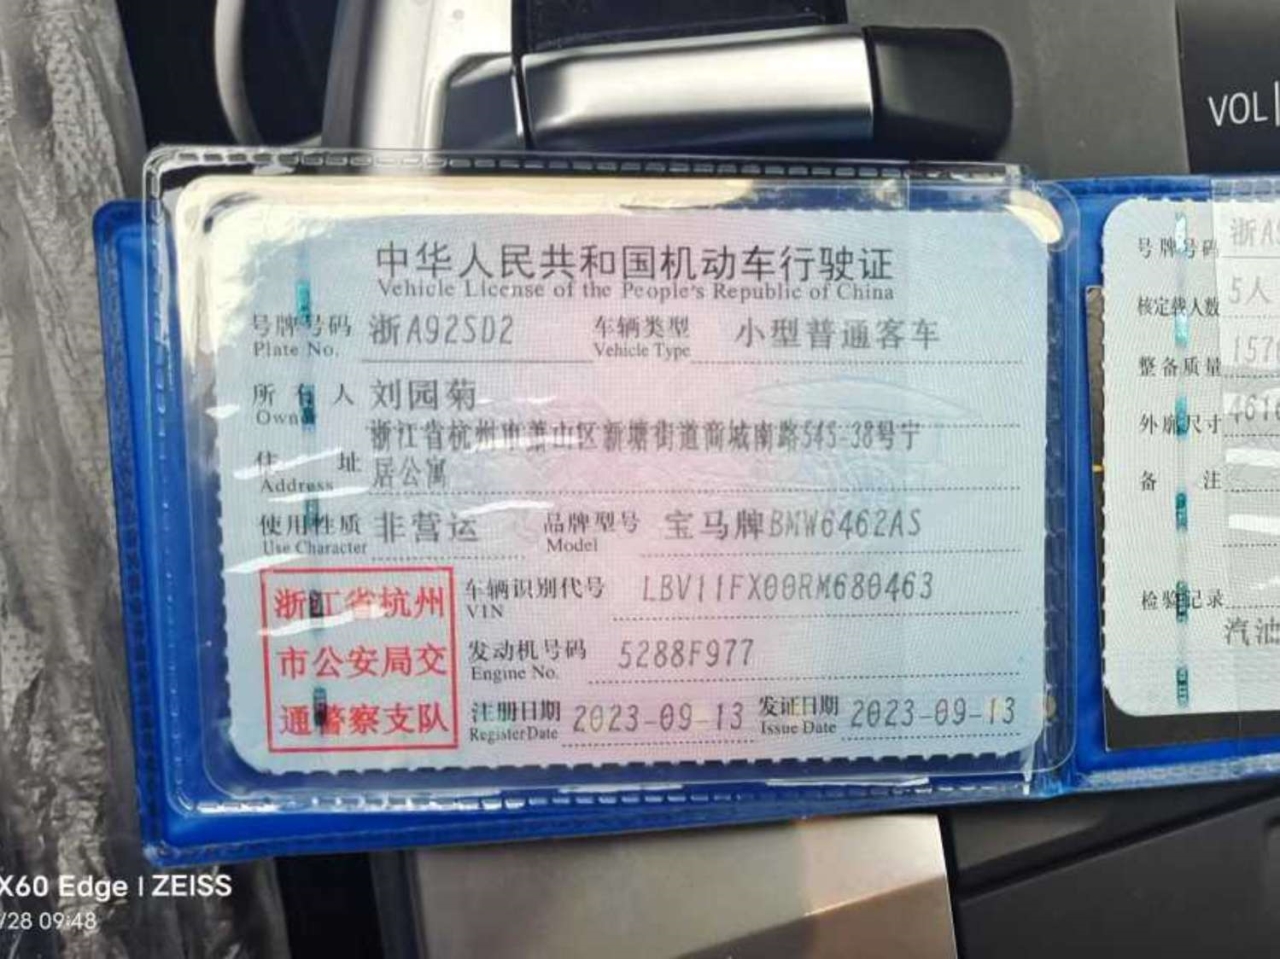 VOL
中华人民共和国机动车行驶证
Vehicle License of the People's Republic of China
号牌号码 浙A92SD2 车辆类型 小型普通客车
Plate No. Vehicle Type
所有人 刘园菊
Owne
浙江省杭州市萧山区新塘街道商城南路545-38号宁
住址 居公寓
Address
使用性质 非营运 品牌型号 宝马牌BMW6462AS
Use Character Model
浙江省杭州
市公安局交
通警察支队
车辆识别代号 LBV11FX00RM680463
VIN
发动机号码 5288F977
Engine No.
注册日期 2023-09-13 发证日期 2023-09-13
Register Date Issue Date
号牌号码 浙A
核定载人数 5人
整备质量 157
外廓尺寸 461
备注
检验记录
汽油
X60 Edge | ZEISS
/28 09:48